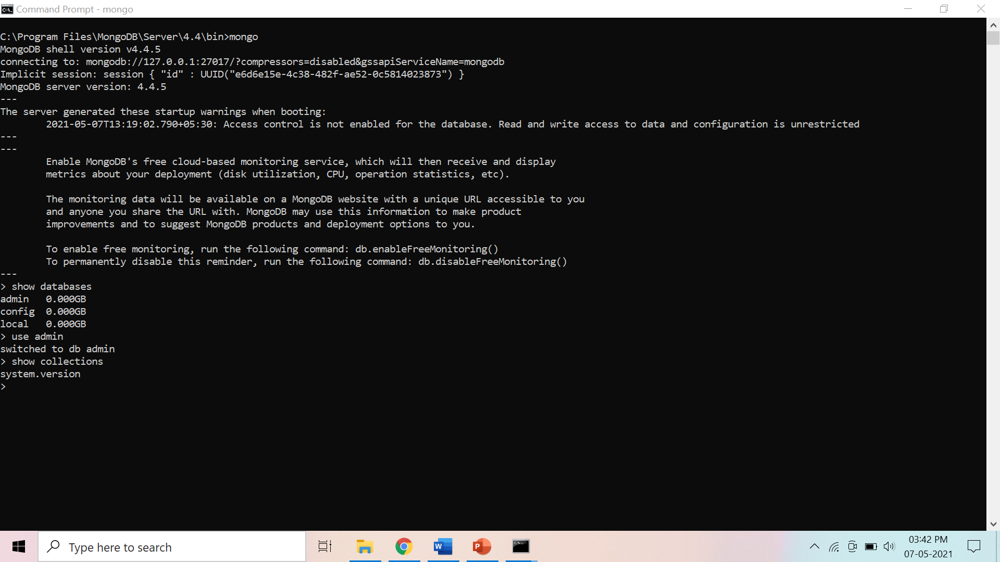 Command Prompt - mongo
C:\Program Files\MongoDB\Server\4.4\bin>mongo
MongoDB shell version v4.4.5
connecting to: mongodb://127.0.0.1:27017/?compressors=disabled&gssapiServiceName=mongodb
Implicit session: session { "id" : UUID("e6d6e15e-4c38-482f-ae52-0c5814023873") }
MongoDB server version: 4.4.5
---
The server generated these startup warnings when booting:
        2021-05-07T13:19:02.790+05:30: Access control is not enabled for the database. Read and write access to data and configuration is unrestricted
---
---
        Enable MongoDB's free cloud-based monitoring service, which will then receive and display
        metrics about your deployment (disk utilization, CPU, operation statistics, etc).
        The monitoring data will be available on a MongoDB website with a unique URL accessible to you
        and anyone you share the URL with. MongoDB may use this information to make product
        improvements and to suggest MongoDB products and deployment options to you.
        To enable free monitoring, run the following command: db.enableFreeMonitoring()
        To permanently disable this reminder, run the following command: db.disableFreeMonitoring()
---
> show databases
admin   0.000GB
config  0.000GB
local   0.000GB
> use admin
switched to db admin
> show collections
system.version
>
Type here to search
03:42 PM
07-05-2021